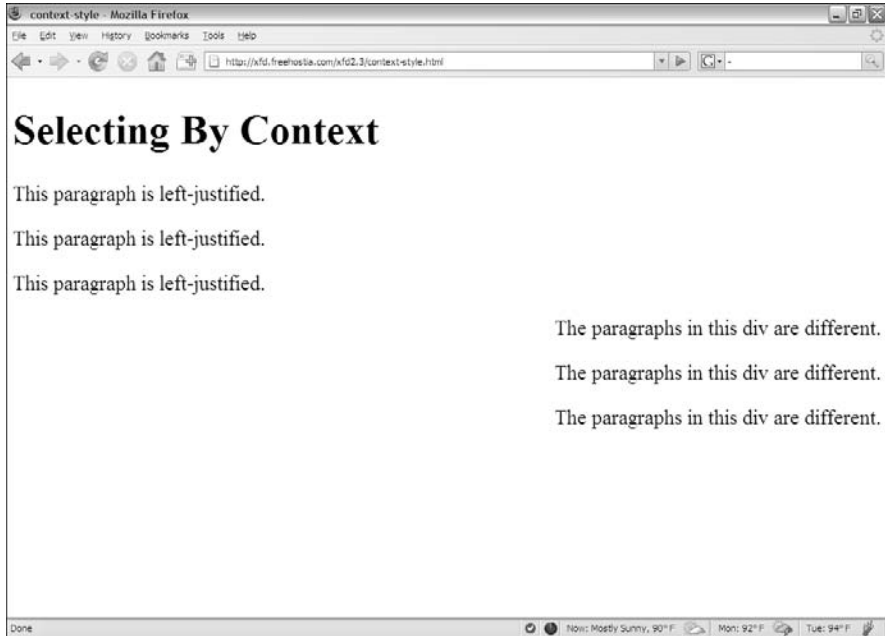 context-style - Mozilla Firefox
File Edit View History Bookmarks Tools Help
http://xfd.freehostia.com/xfd2.3/context-style.html
G
Selecting By Context
This paragraph is left-justified.
This paragraph is left-justified.
This paragraph is left-justified.
The paragraphs in this div are different.
The paragraphs in this div are different.
The paragraphs in this div are different.
Done Now: Mostly Sunny, 90° F Mon: 92° F Tue: 94° F